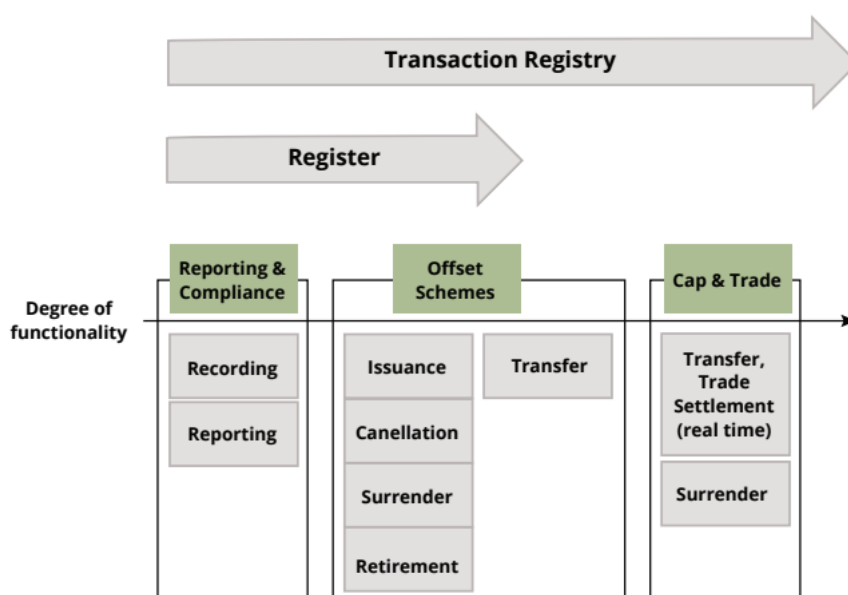 Transaction Registry
Register
Reporting &
Compliance
Offset
Schemes
Cap & Trade
Degree of
functionality
Recording
Reporting
Issuance
Canellation
Surrender
Retirement
Transfer
Transfer,
Trade
Settlement
(real time)
Surrender